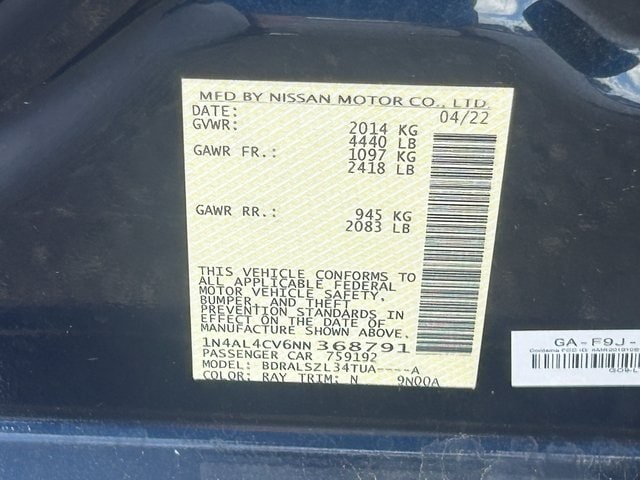 MFD BY NISSAN MOTOR CO., LTD.
DATE: 04/22
GVWR: 2014 KG
4440 LB
GAWR FR.: 1097 KG
2418 LB
GAWR RR.: 945 KG
2083 LB
THIS VEHICLE CONFORMS TO
ALL APPLICABLE FEDERAL
MOTOR VEHICLE SAFETY,
BUMPER, AND THEFT
PREVENTION STANDARDS IN
EFFECT ON THE DATE OF
MANUFACTURE SHOWN ABOVE.
1N4AL4CV6NN368791
PASSENGER CAR 759192
MODEL: BDRALSZL34TUA----A
COLOR: RAY TRIM: N 9N00A
GA-F9J-